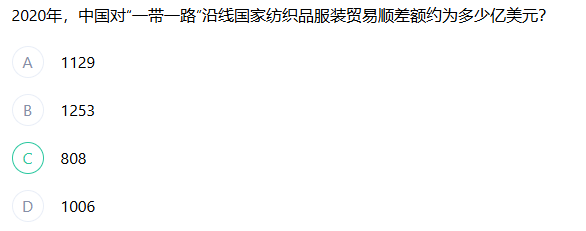 2020年，中国对“一带一路”沿线国家纺织品服装贸易顺差额约为多少亿美元？
A 1129
B 1253
C 808
D 1006